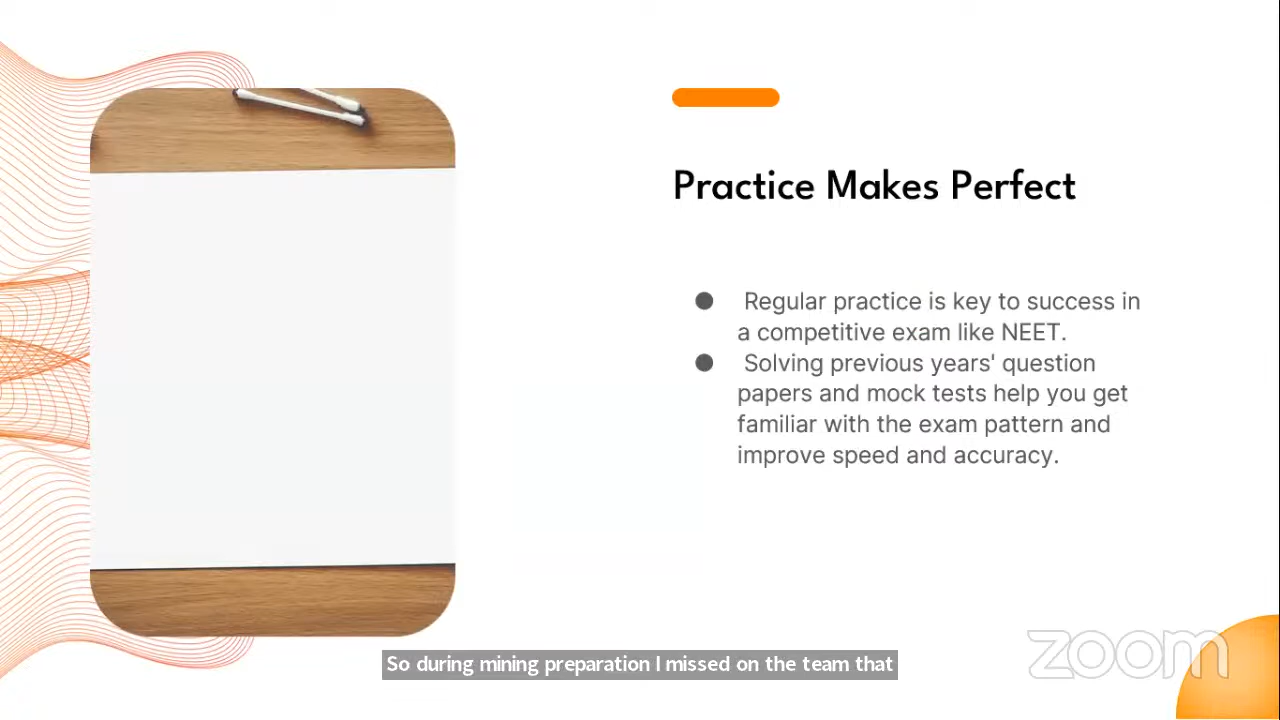 Practice Makes Perfect
● Regular practice is key to success in
a competitive exam like NEET.
● Solving previous years' question
papers and mock tests help you get
familiar with the exam pattern and
improve speed and accuracy.
So during mining preparation I missed on the team that
zoom